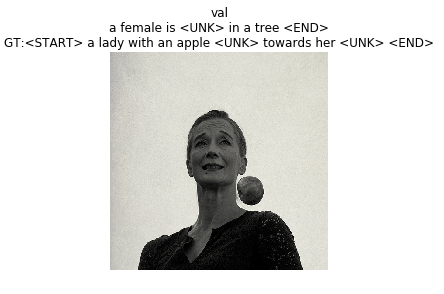 val
a female is <UNK> in a tree <END>
GT:<START> a lady with an apple <UNK> towards her <UNK> <END>